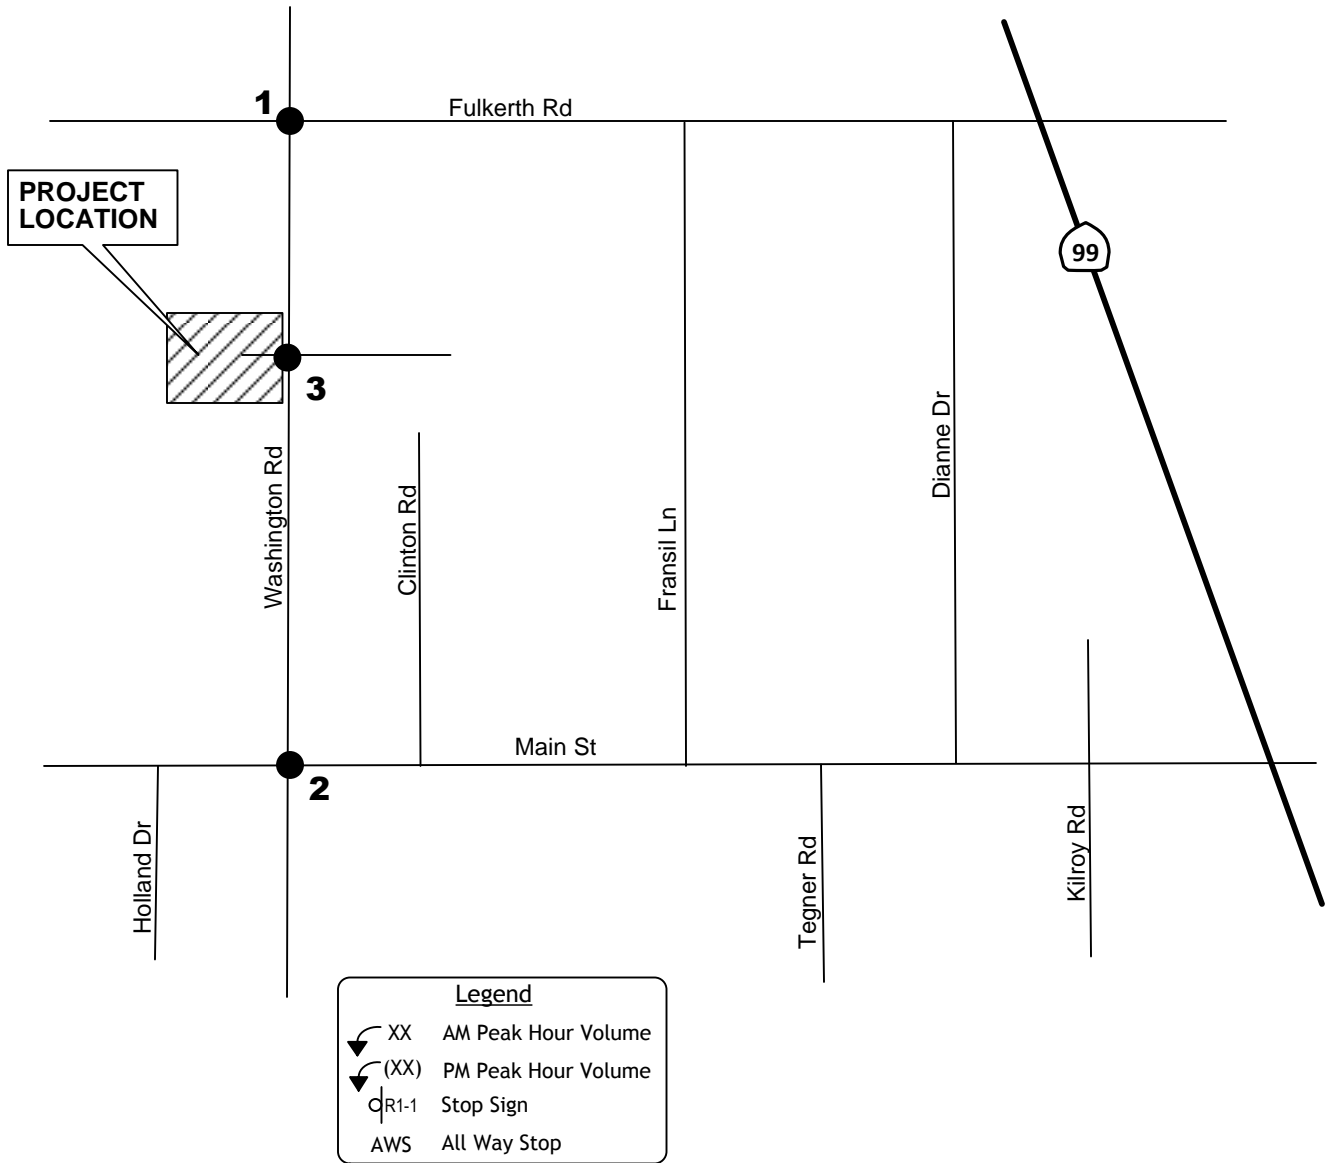 1
Fulkerth Rd
PROJECT
LOCATION
99
3
Washington Rd
Clinton Rd
Fransil Ln
Dianne Dr
Main St
2
Holland Dr
Tegner Rd
Kilroy Rd
Legend
XX AM Peak Hour Volume
(XX) PM Peak Hour Volume
R1-1 Stop Sign
AWS All Way Stop